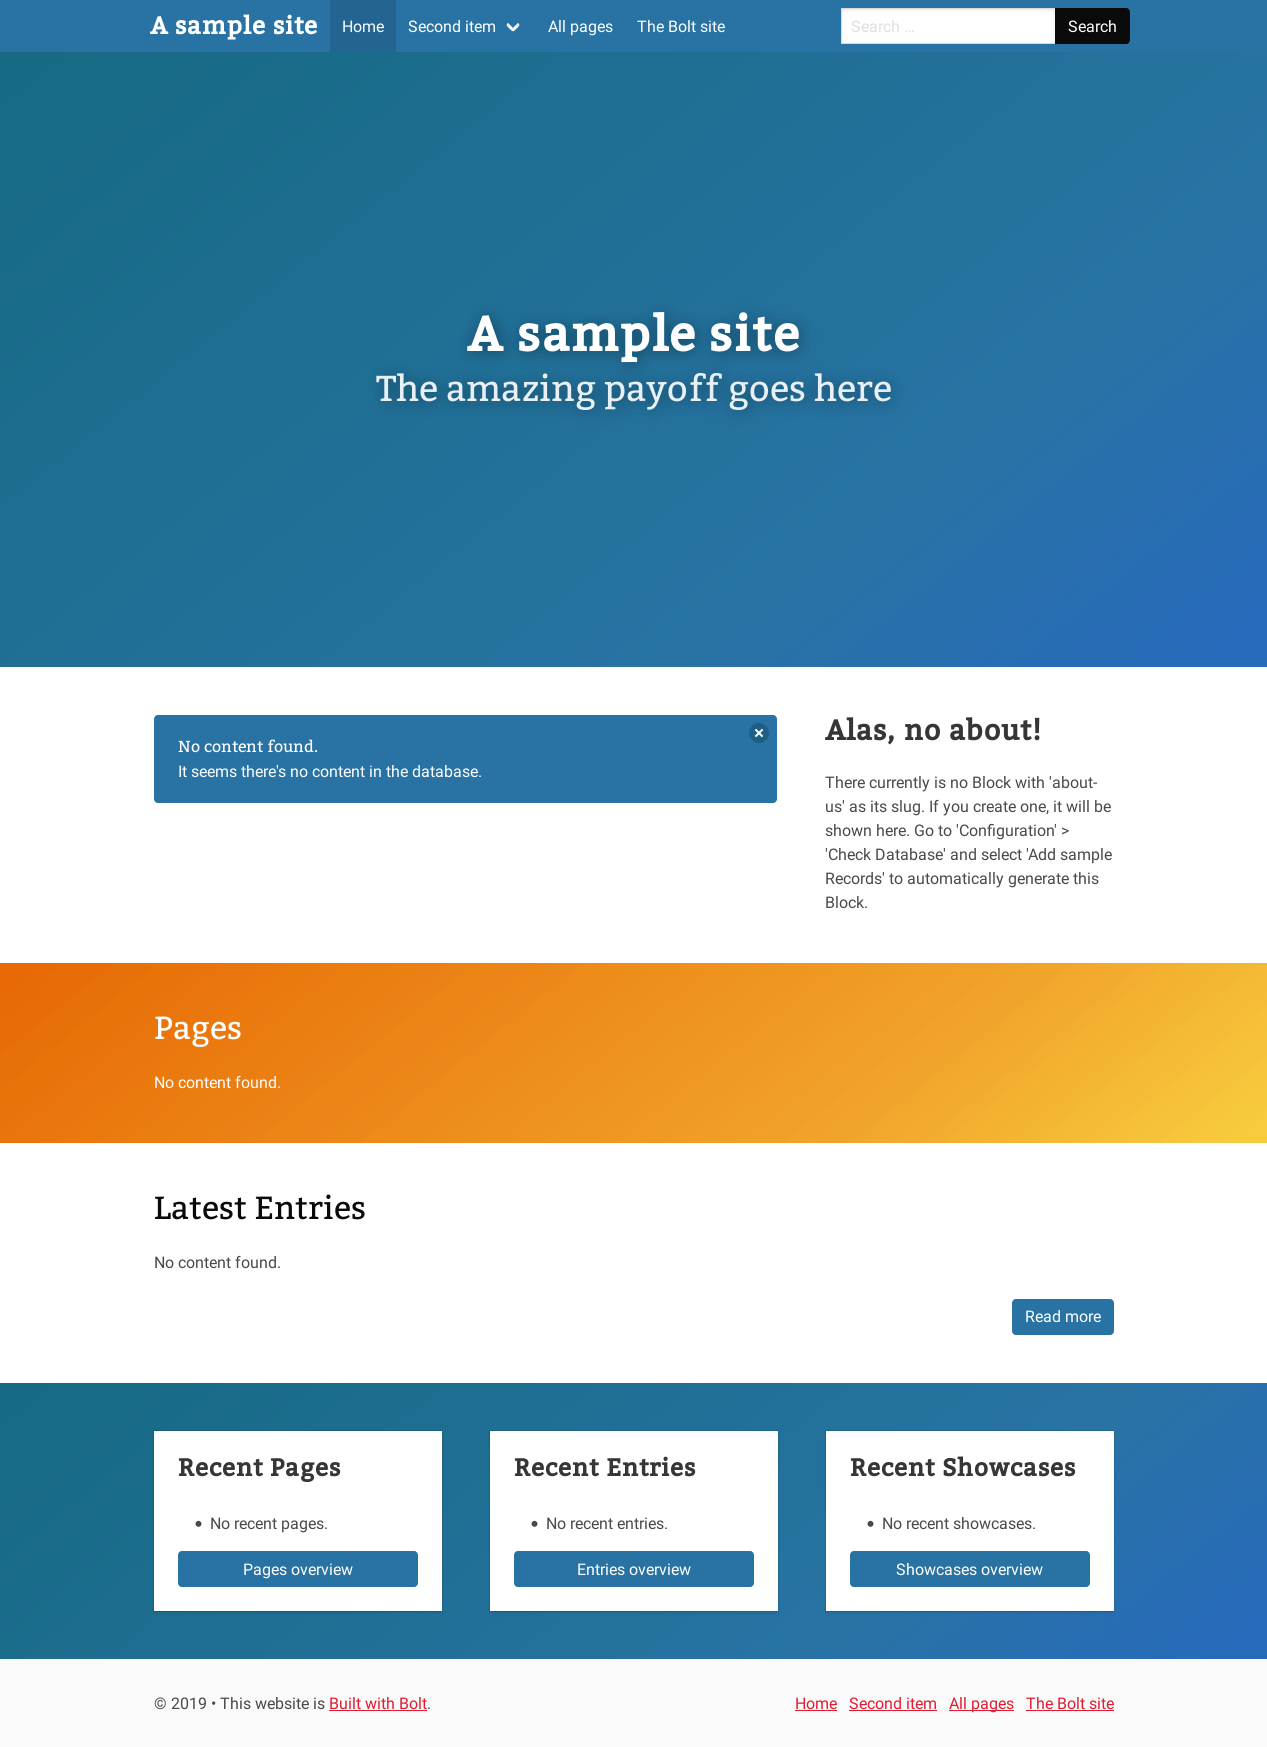 A sample site Home Second item All pages The Bolt site Search ... Search
A sample site
The amazing payoff goes here
No content found.
It seems there's no content in the database.
Alas, no about!
There currently is no Block with 'about-
us' as its slug. If you create one, it will be
shown here. Go to 'Configuration' >
'Check Database' and select 'Add sample
Records' to automatically generate this
Block.
Pages
No content found.
Latest Entries
No content found.
Read more
Recent Pages
• No recent pages.
Pages overview
Recent Entries
• No recent entries.
Entries overview
Recent Showcases
• No recent showcases.
Showcases overview
© 2019 • This website is Built with Bolt.
Home Second item All pages The Bolt site